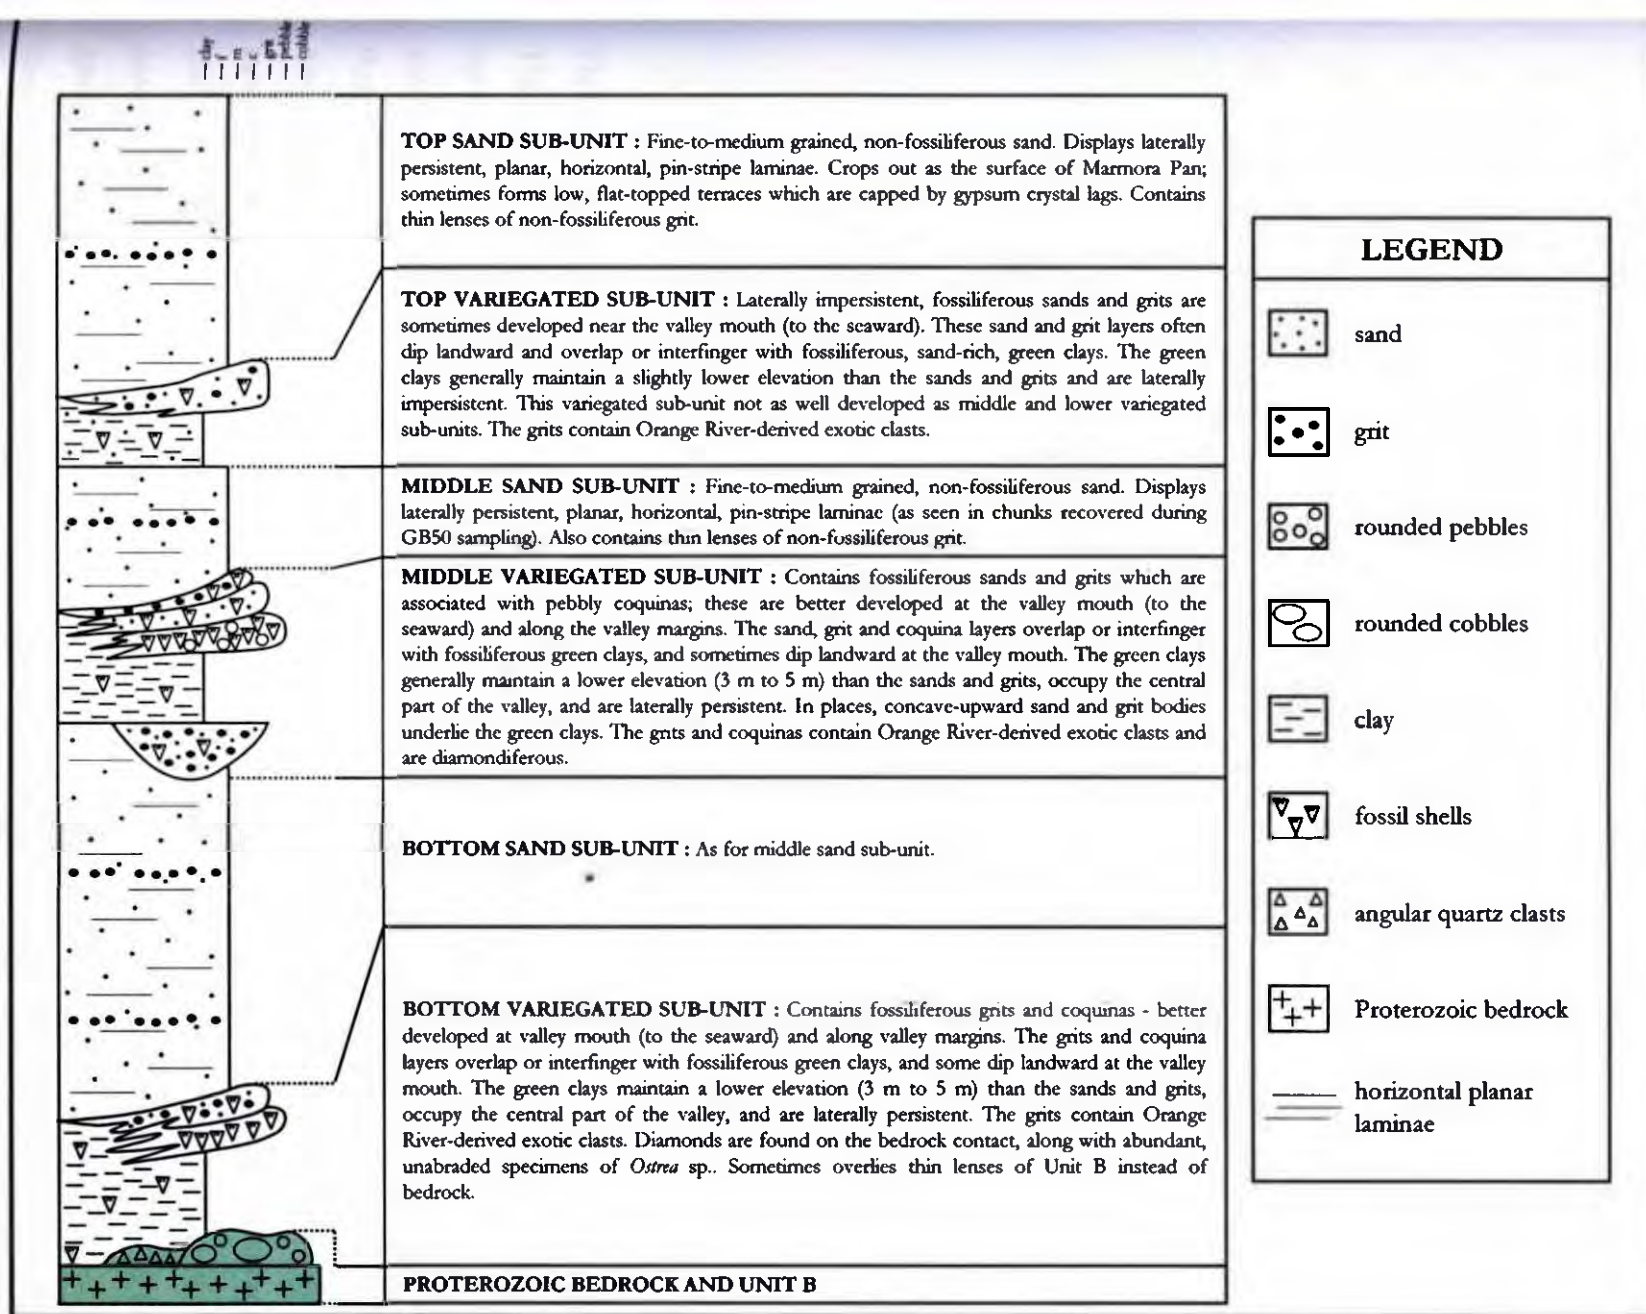 clay
f
m
c
grit
pebble
cobble
TOP SAND SUB-UNIT : Fine-to-medium grained, non-fossiliferous sand. Displays laterally
persistent, planar, horizontal, pin-stripe laminae. Crops out as the surface of Marmora Pan;
sometimes forms low, flat-topped terraces which are capped by gypsum crystal lags. Contains
thin lenses of non-fossiliferous grit.
TOP VARIEGATED SUB-UNIT : Laterally impersistent, fossiliferous sands and grits are
sometimes developed near the valley mouth (to the seaward). These sand and grit layers often
dip landward and overlap or interfinger with fossiliferous, sand-rich, green clays. The green
clays generally maintain a slightly lower elevation than the sands and grits and are laterally
impersistent. This variegated sub-unit not as well developed as middle and lower variegated
sub-units. The grits contain Orange River-derived exotic clasts.
MIDDLE SAND SUB-UNIT : Fine-to-medium grained, non-fossiliferous sand. Displays
laterally persistent, planar, horizontal, pin-stripe laminae (as seen in chunks recovered during
GB50 sampling). Also contains thin lenses of non-fussiliferous grit.
MIDDLE VARIEGATED SUB-UNIT : Contains fossiliferous sands and grits which are
associated with pebbly coquinas; these are better developed at the valley mouth (to the
seaward) and along the valley margins. The sand, grit and coquina layers overlap or interfinger
with fossiliferous green clays, and sometimes dip landward at the valley mouth. The green clays
generally maintain a lower elevation (3 m to 5 m) than the sands and grits, occupy the central
part of the valley, and are laterally persistent. In places, concave-upward sand and grit bodies
underlie the green clays. The grits and coquinas contain Orange River-derived exotic clasts and
are diamondiferous.
BOTTOM SAND SUB-UNIT : As for middle sand sub-unit.
BOTTOM VARIEGATED SUB-UNIT : Contains fossiliferous grits and coquinas - better
developed at valley mouth (to the seaward) and along valley margins. The grits and coquina
layers overlap or interfinger with fossiliferous green clays, and some dip landward at the valley
mouth. The green clays maintain a lower elevation (3 m to 5 m) than the sands and grits,
occupy the central part of the valley, and are laterally persistent. The grits contain Orange
River-derived exotic clasts. Diamonds are found on the bedrock contact, along with abundant,
unabraded specimens of Ostrea sp.. Sometimes overlies thin lenses of Unit B instead of
bedrock.
PROTEROZOIC BEDROCK AND UNIT B
LEGEND
sand
grit
rounded pebbles
rounded cobbles
clay
fossil shells
angular quartz clasts
Proterozoic bedrock
horizontal planar
laminae